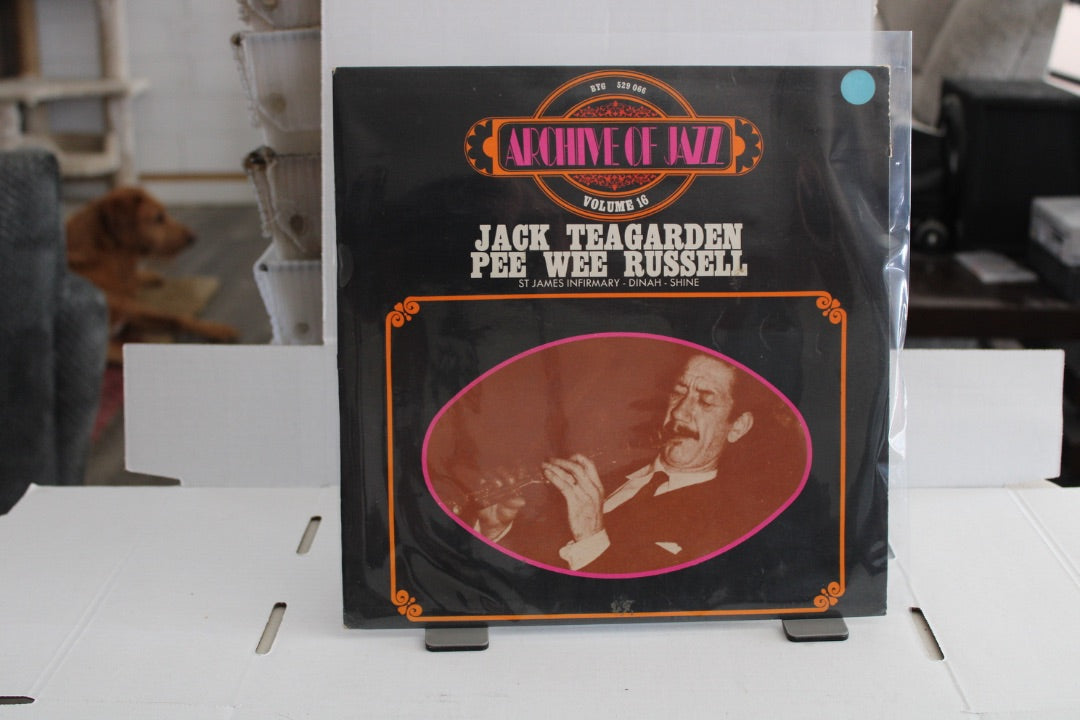 BYG 529 066
ARCHIVE OF JAZZ
VOLUME 16
JACK TEAGARDEN
PEE WEE RUSSELL
ST JAMES INFIRMARY - DINAH - SHINE